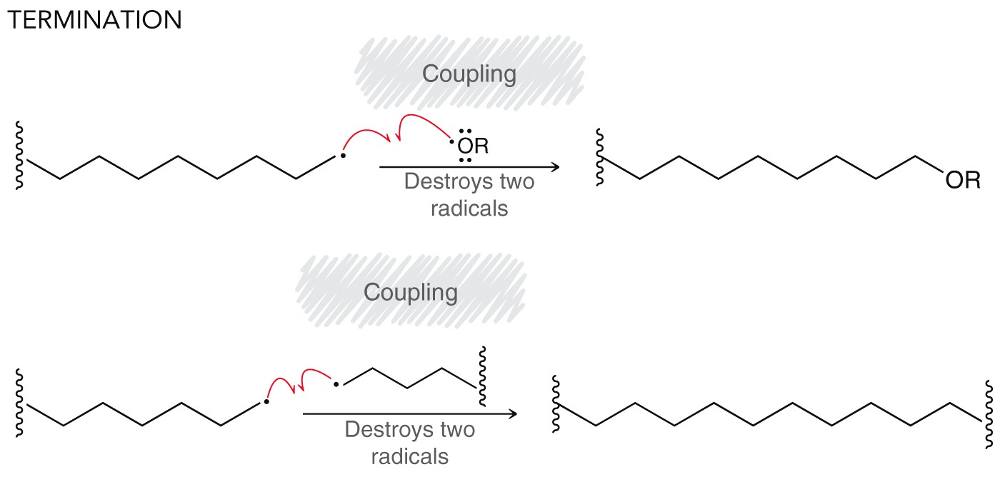 TERMINATION
Coupling
OR
Destroys two
radicals
OR
Coupling
Destroys two
radicals